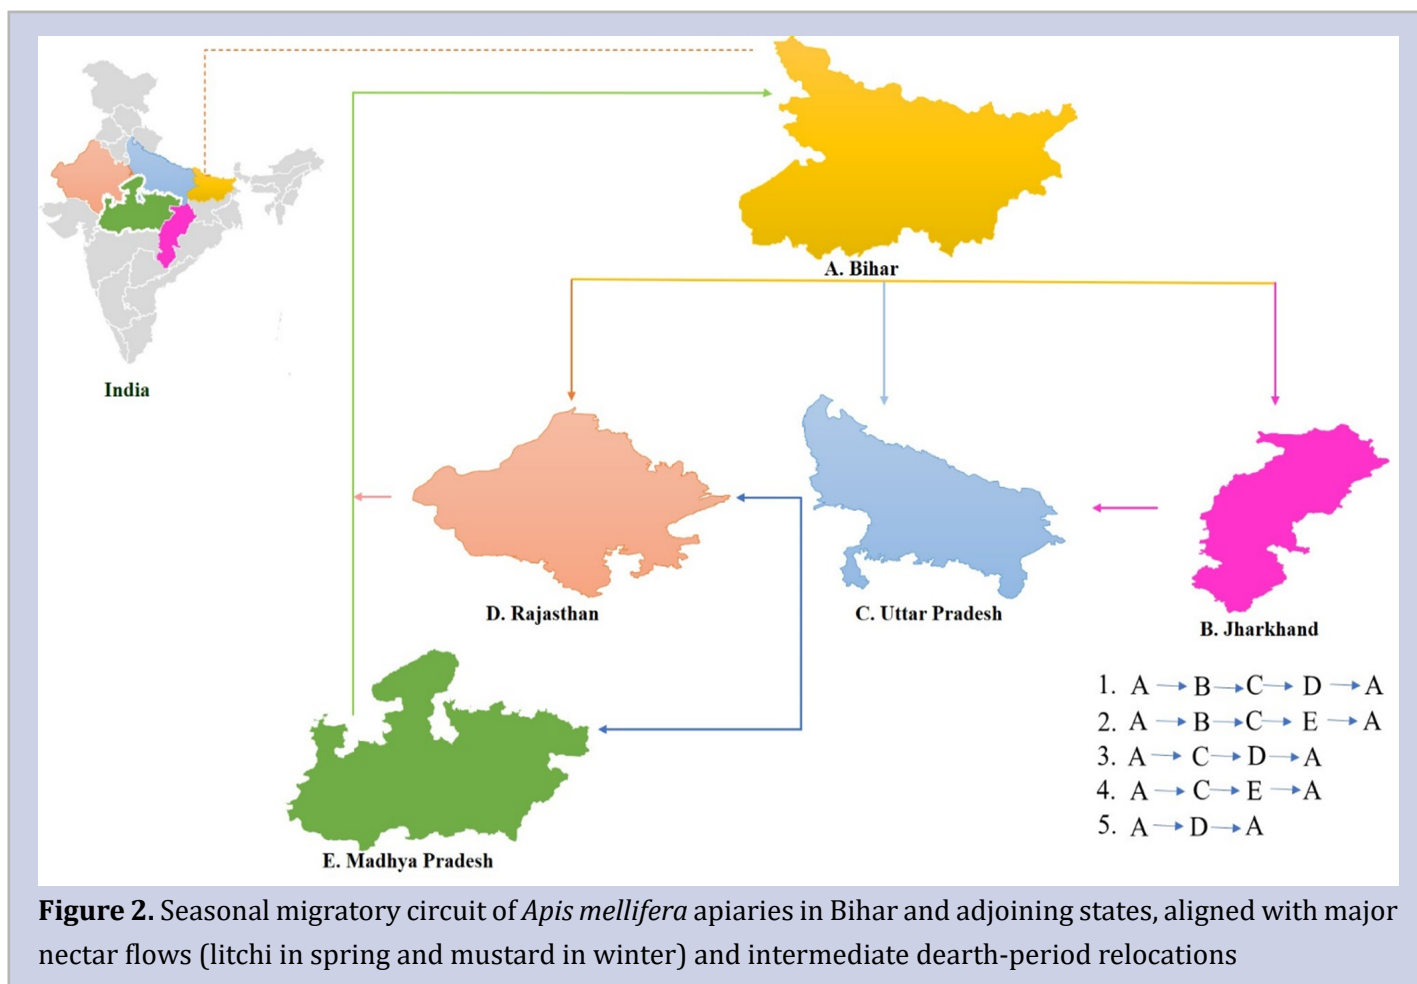 India
A. Bihar
D. Rajasthan
C. Uttar Pradesh
B. Jharkhand
E. Madhya Pradesh
1. A → B → C → D → A
2. A → B → C → E → A
3. A → C → D → A
4. A → C → E → A
5. A → D → A
Figure 2. Seasonal migratory circuit of Apis mellifera apiaries in Bihar and adjoining states, aligned with major
nectar flows (litchi in spring and mustard in winter) and intermediate dearth-period relocations